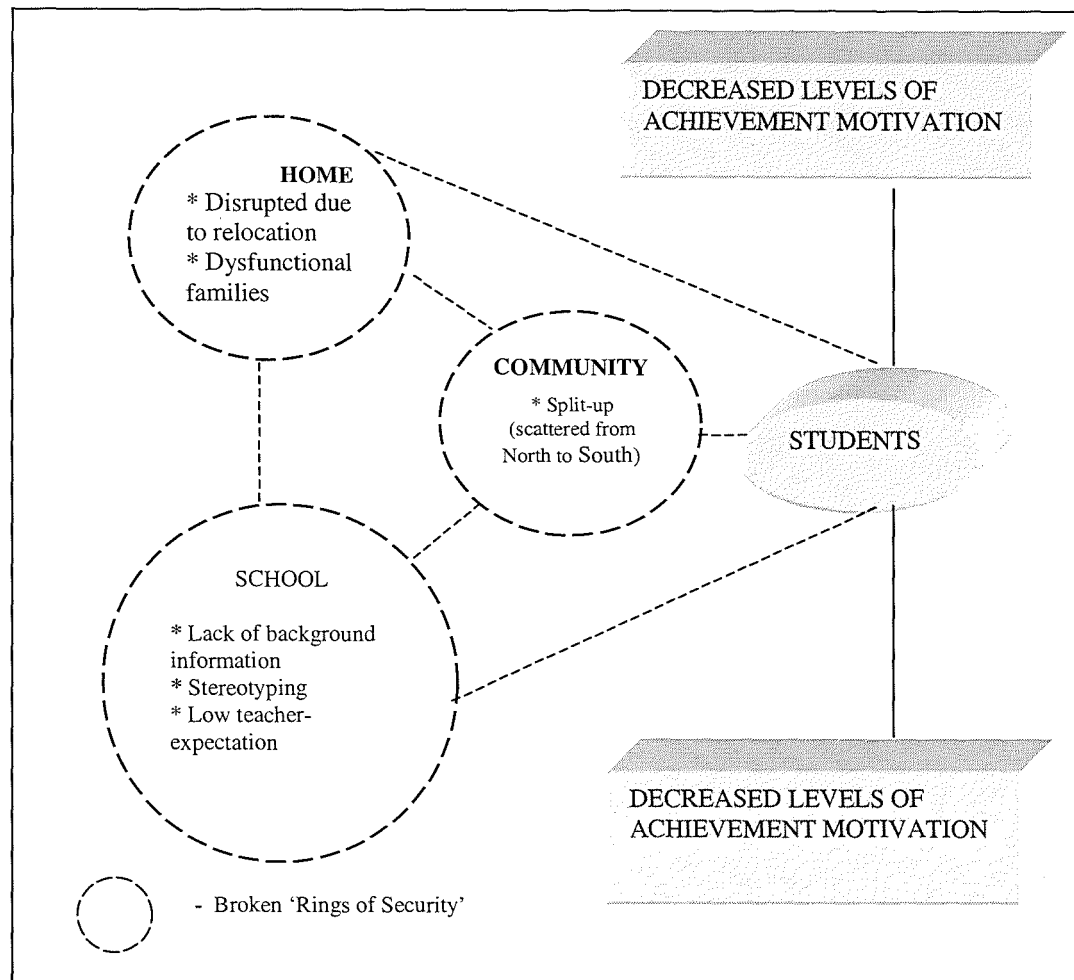 DECREASED LEVELS OF
ACHIEVEMENT MOTIVATION
HOME
* Disrupted due
to relocation
* Dysfunctional
families
COMMUNITY
* Split-up
(scattered from
North to South)
STUDENTS
SCHOOL
* Lack of background
information
* Stereotyping
* Low teacher-
expectation
DECREASED LEVELS OF
ACHIEVEMENT MOTIVATION
- Broken ‘Rings of Security’